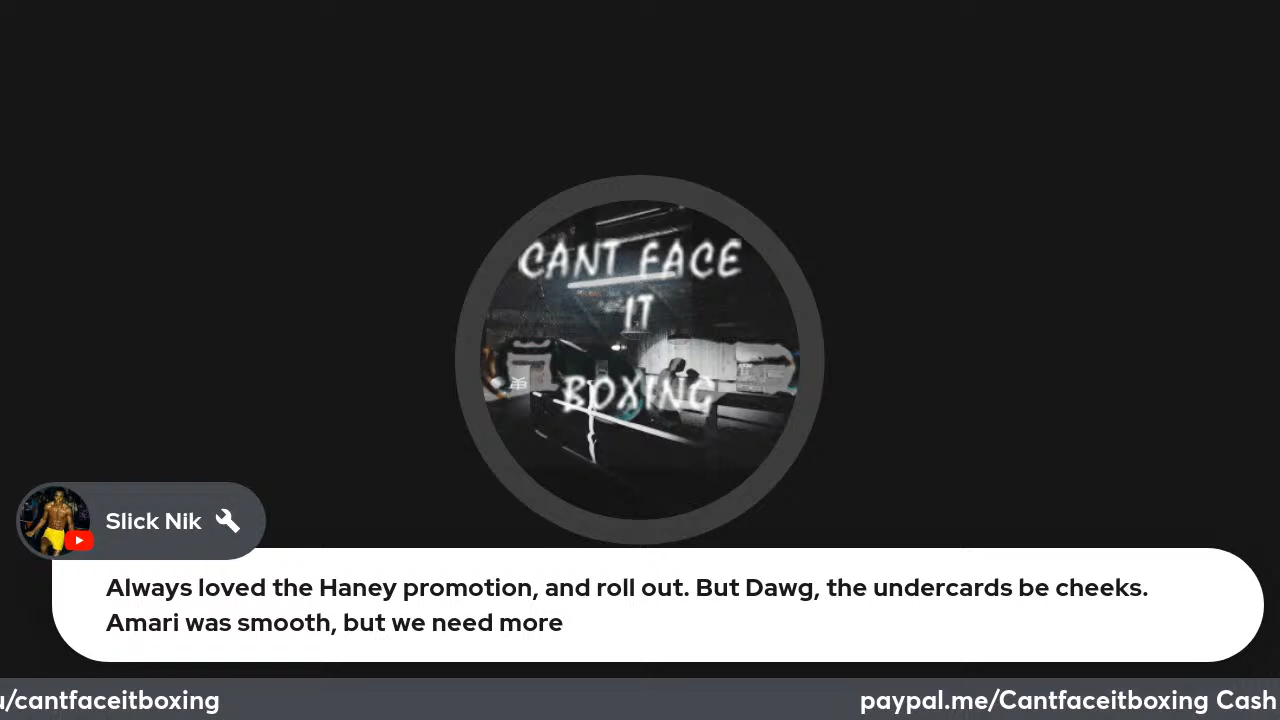 CANT FACE
IT
BOXING
Slick Nik
Always loved the Haney promotion, and roll out. But Dawg, the undercards be cheeks.
Amari was smooth, but we need more
u/cantfaceitboxing paypal.me/Cantfaceitboxing Cash